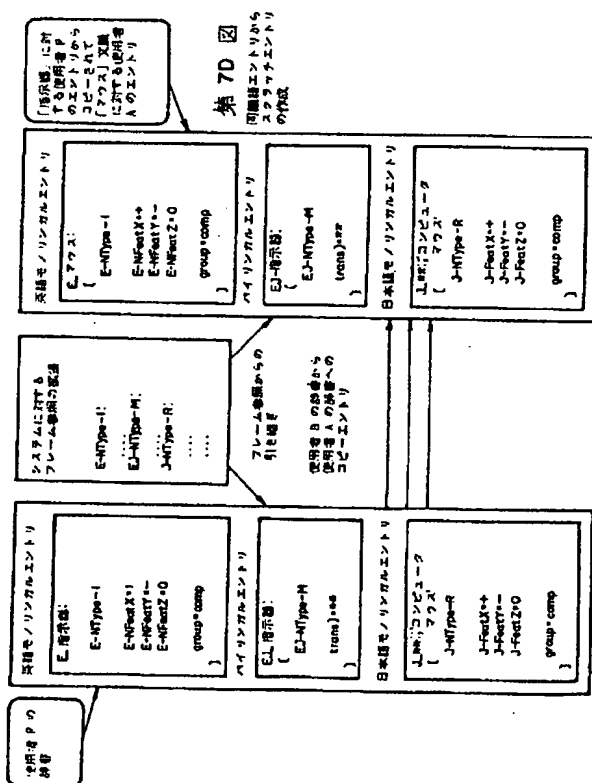 第 7D 図
同義語エントリから
スクラッチエントリ
の作成
「指示器」に対
する使用者 P
のエントリから
コピーされて
「マウス」文章
に対する使用者
A のエントリ
英語モノリンガルエントリ
E_マウス:
[
E-NType-I
E-NFeatX=+
E-NFeatY=-
E-NFeatZ=0
group=comp
]
バイリンガルエントリ
EJ-指示器:
[
EJ-NType-M
]
日本語モノリンガルエントリ
コンピュータ
マウス'
[
J-NType-R
J-FeatX=+
J-FeatY=-
J-FeatZ=0
group=comp
]
システムに対する
フレーム参照の拡張
E-NType-I:
....
EJ-NType-M:
....
J-NType-R:
....
....
フレーム参照からの
引き継ぎ
使用者 B の辞書から
使用者 A の辞書への
コピーエントリ
使用者 P の
辞書
英語モノリンガルエントリ
E_指示器:
[
E-NType-I
E-NFeatY=-
E-NFeatZ=0
group=comp
]
バイリンガルエントリ
EJ_指示器:
[
EJ-NType-M
]
日本語モノリンガルエントリ
コンピュータ
マウス'
[
J-NType-R
J-FeatX=+
J-FeatY=-
J-FeatZ=0
group=comp
]